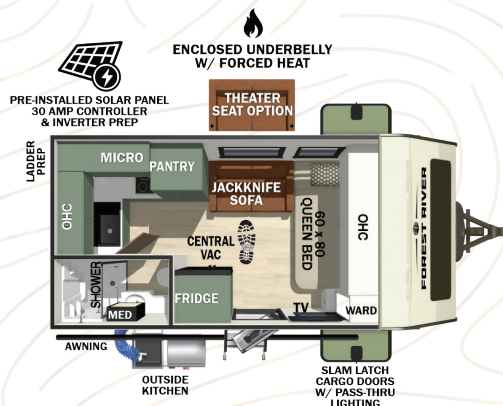 ENCLOSED UNDERBELLY
W/ FORCED HEAT
PRE-INSTALLED SOLAR PANEL
30 AMP CONTROLLER
& INVERTER PREP
THEATER
SEAT OPTION
LADDER
PREP
MICRO
PANTRY
JACKKNIFE
SOFA
OHC
60 x 80
QUEEN BED
OHC
FOREST RIVER
CENTRAL
VAC
SHOWER
MED
FRIDGE
TV
WARD
AWNING
OUTSIDE
KITCHEN
SLAM LATCH
CARGO DOORS
W/ PASS-THRU
LIGHTING